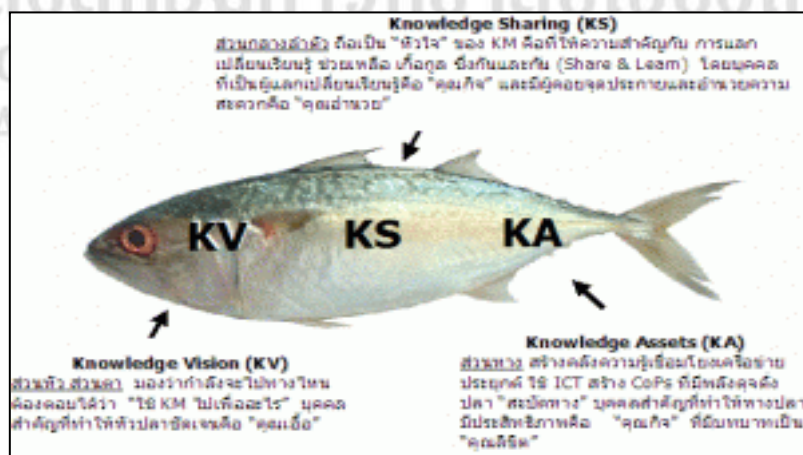 Knowledge Sharing (KS)
ส่วนกลางลำตัว ถือเป็น "หัวใจ" ของ KM คือที่ให้ความสำคัญกับ การแลก
เปลี่ยนเรียนรู้ ช่วยเหลือ เกื้อกูล ซึ่งกันและกัน (Share & Learn) โดยบุคคล
ที่เป็นผู้แลกเปลี่ยนเรียนรู้คือ "คุณกิจ" และมีผู้คอยจุดประกายและอำนวยความ
สะดวกคือ "คุณอำนวย"
KV
KS
KA
Knowledge Vision (KV)
ส่วนหัว ส่วนตา มองว่ากำลังจะไปทางไหน
ต้องตอบได้ว่า "ใช้ KM ไปเพื่ออะไร" บุคคล
สำคัญที่ทำให้หัวปลาชัดเจนคือ "คุณเอื้อ"
Knowledge Assets (KA)
ส่วนหาง สร้างคลังความรู้เชื่อมโยงเครือข่าย
ประยุกต์ ใช้ ICT สร้าง CoPs ที่มีพลังดุจดัง
ปลา "สะบัดหาง" บุคคลสำคัญที่ทำให้หางปลา
มีประสิทธิภาพคือ "คุณกิจ" ที่มีบทบาทเป็น
"คุณลิขิต"